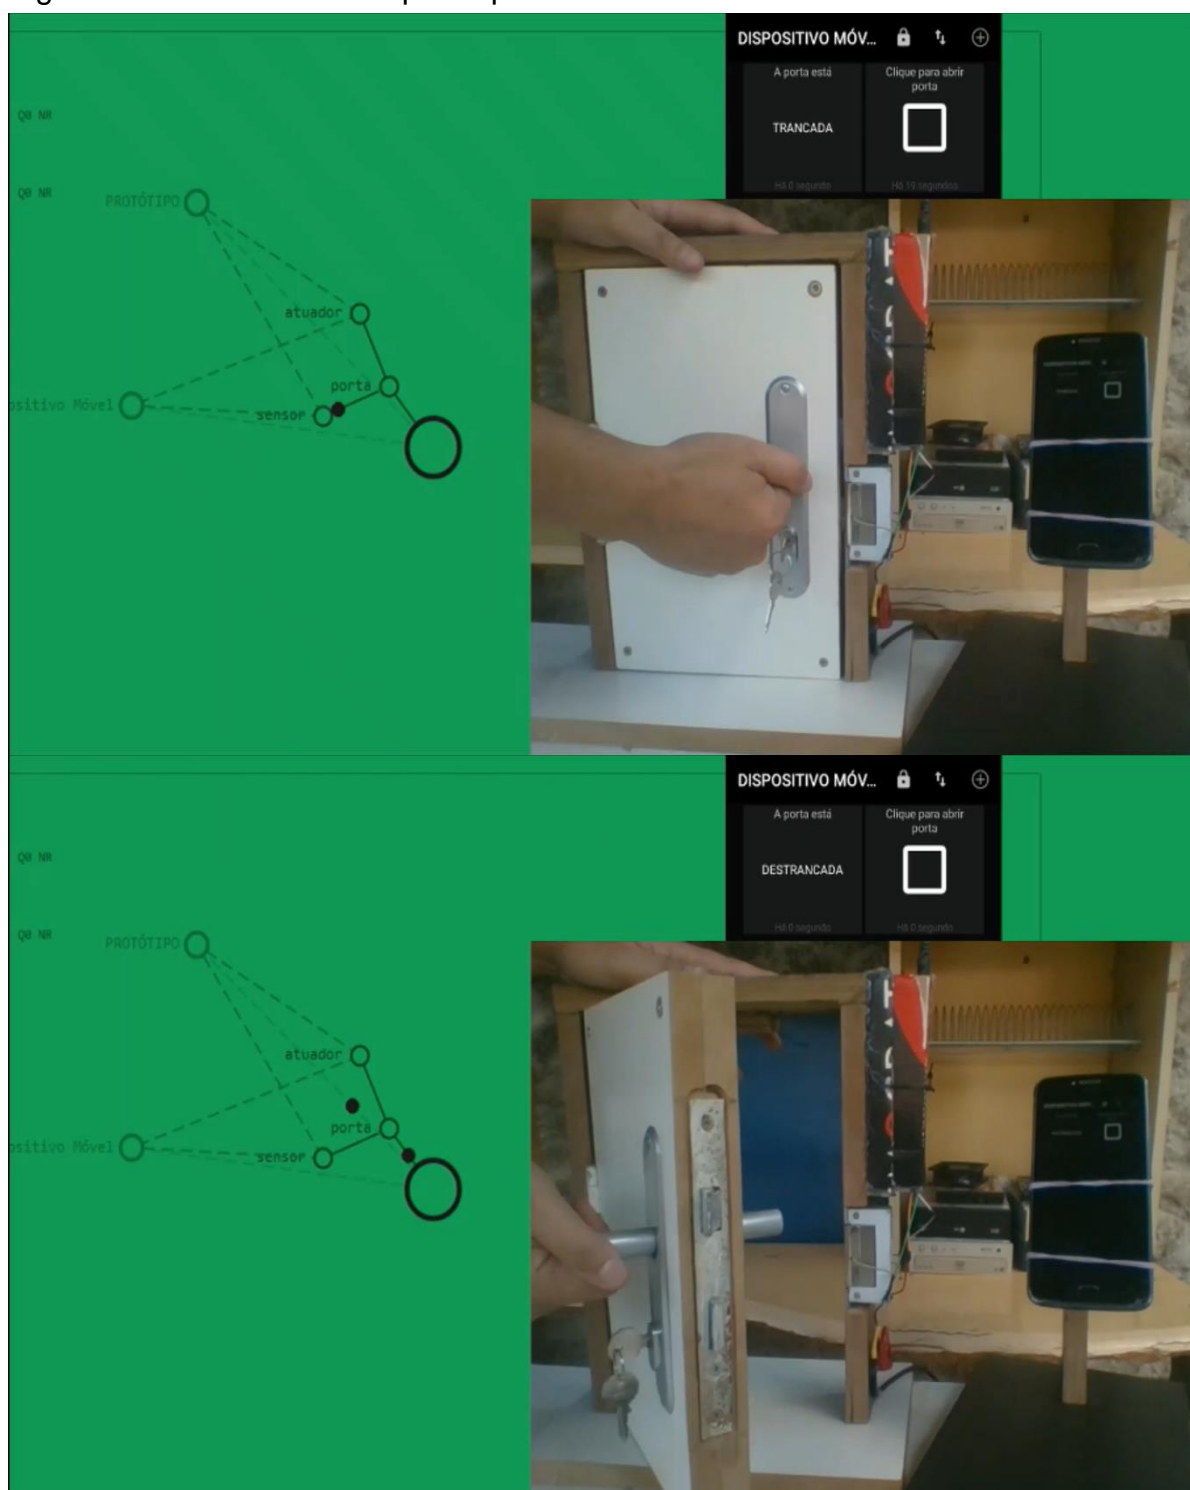 DISPOSITIVO MÓV...
A porta está
Clique para abrir
porta
TRANCADA
Há 0 segundo
Há 19 segundos
Q0 NR
Q0 NR
PROTÓTIPO
atuador
porta
sitivo Móvel
sensor
DISPOSITIVO MÓV...
A porta está
Clique para abrir
porta
DESTRANCADA
Há 0 segundo
Há 0 segundo
Q0 NR
Q0 NR
PROTÓTIPO
atuador
porta
sitivo Móvel
sensor